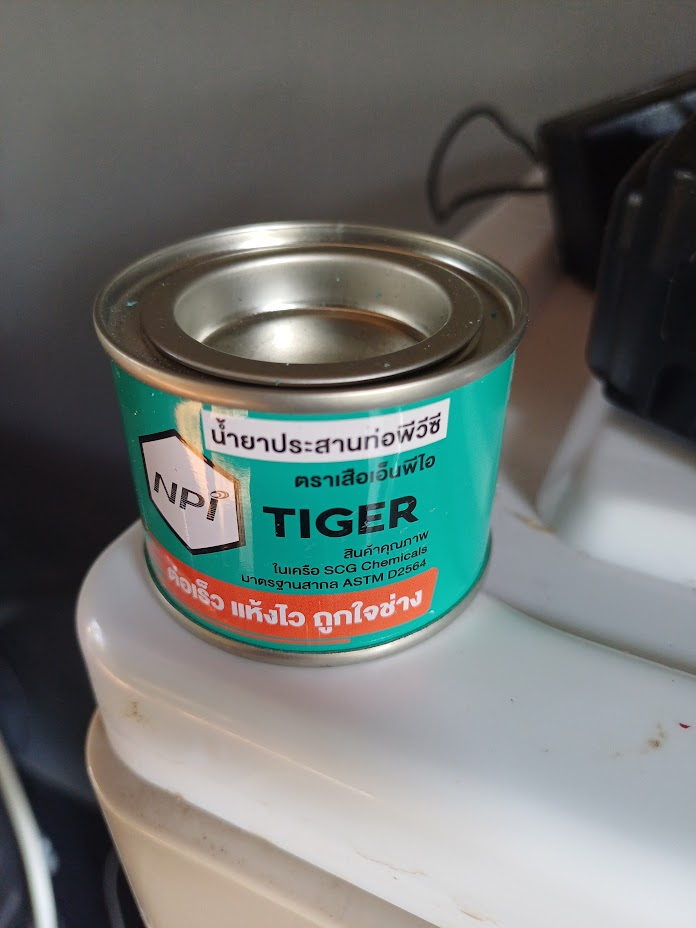 น้ำยาประสานท่อพีวีซี
ตราเสือเอ็นพีไอ
NPi
TIGER
สินค้าคุณภาพ
ในเครือ SCG Chemicals
มาตรฐานสากล ASTM D2564
ต่อเร็ว แห้งไว ถูกใจช่าง